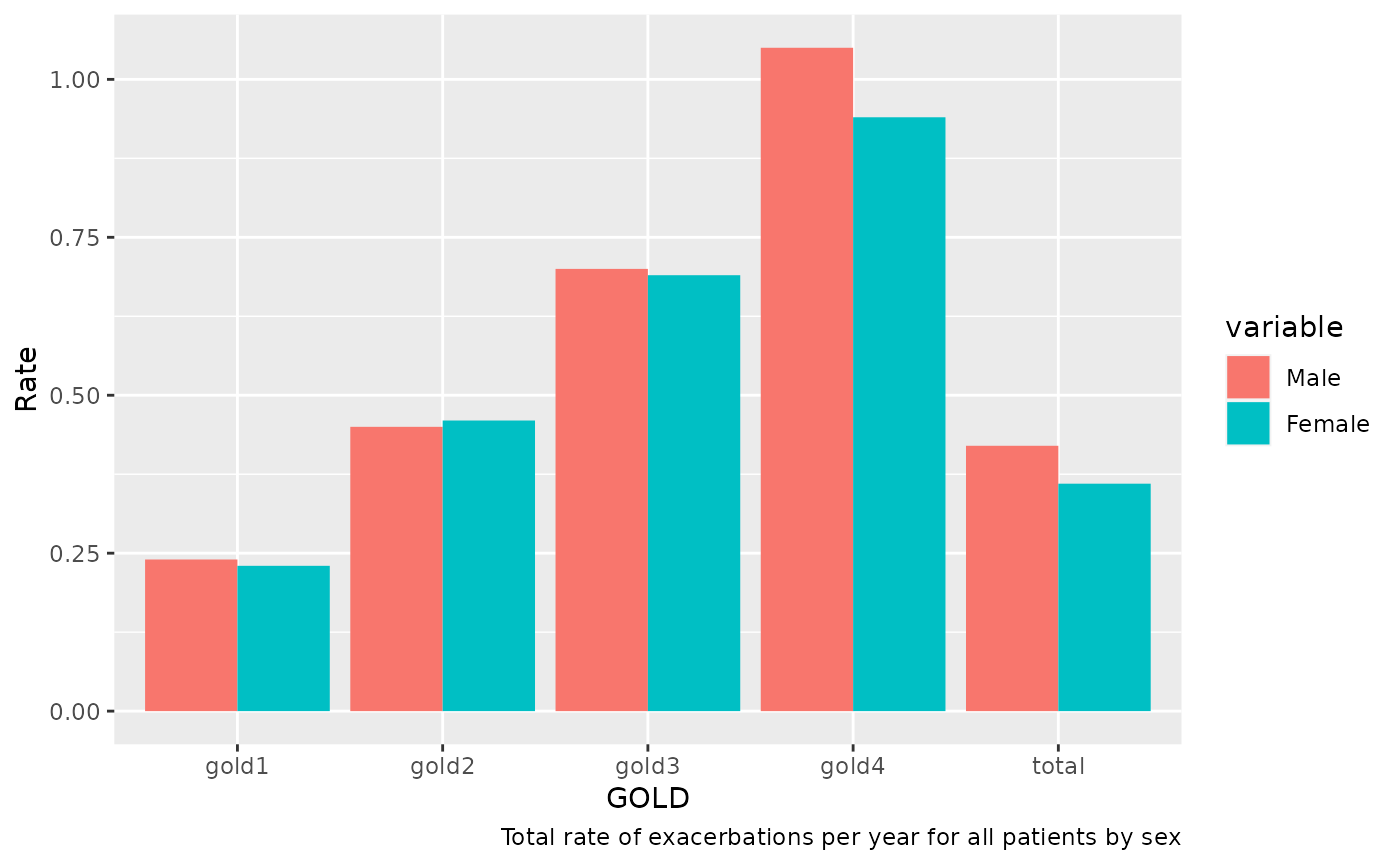 1.00
0.75
0.50
0.25
0.00
Rate
gold1 gold2 gold3 gold4 total
GOLD
Total rate of exacerbations per year for all patients by sex
variable
Male
Female